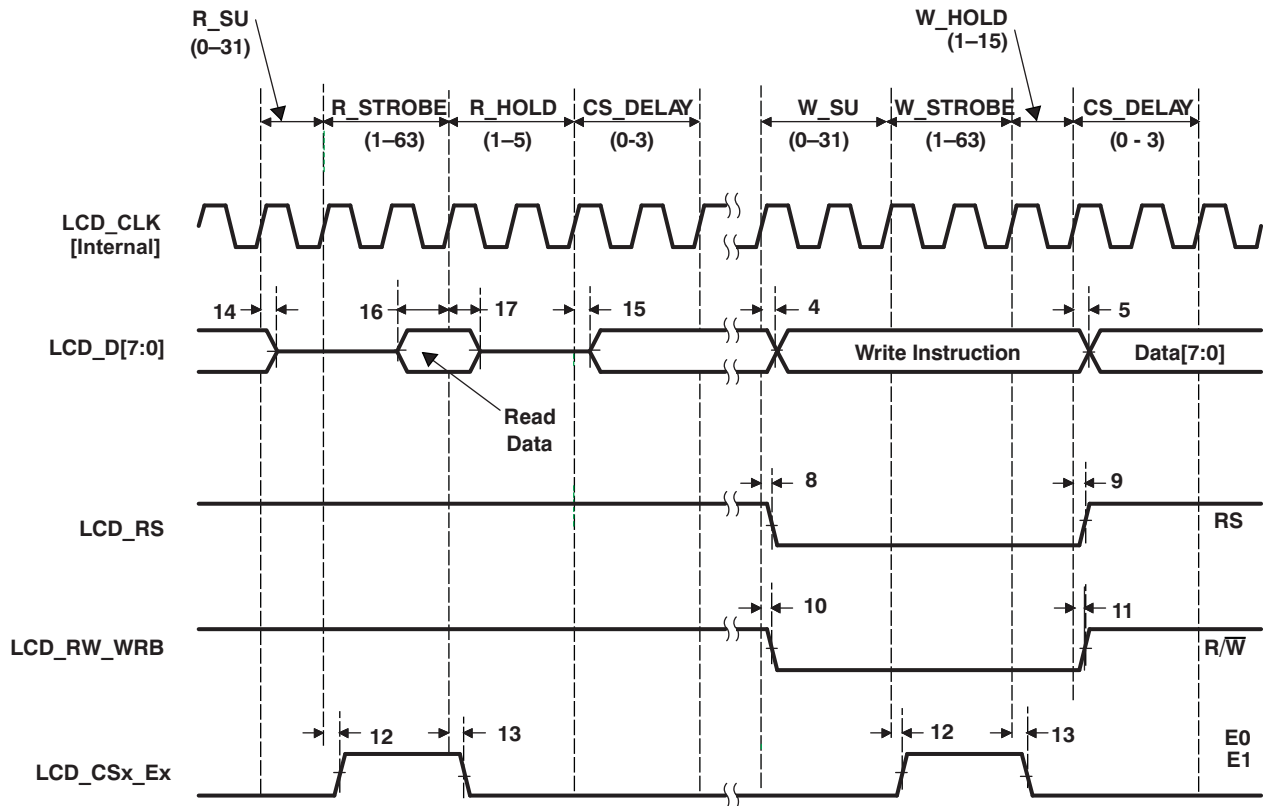 R_SU
(0–31)
W_HOLD
(1–15)
R_STROBE
(1–63)
R_HOLD
(1–5)
CS_DELAY
(0-3)
W_SU
(0–31)
W_STROBE
(1–63)
CS_DELAY
(0 - 3)
LCD_CLK
[Internal]
14
16
17
15
4
5
LCD_D[7:0]
Write Instruction
Data[7:0]
Read
Data
8
9
LCD_RS
RS
10
11
LCD_RW_WRB
R/W̅
12
13
12
13
E0
E1
LCD_CSx_Ex